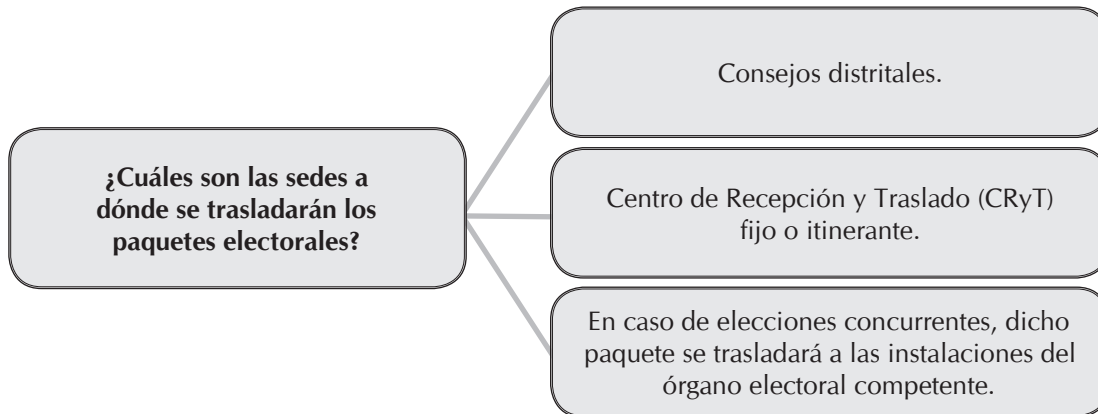 ¿Cuáles son las sedes a
dónde se trasladarán los
paquetes electorales?
Consejos distritales.
Centro de Recepción y Traslado (CRyT)
fijo o itinerante.
En caso de elecciones concurrentes, dicho
paquete se trasladará a las instalaciones del
órgano electoral competente.